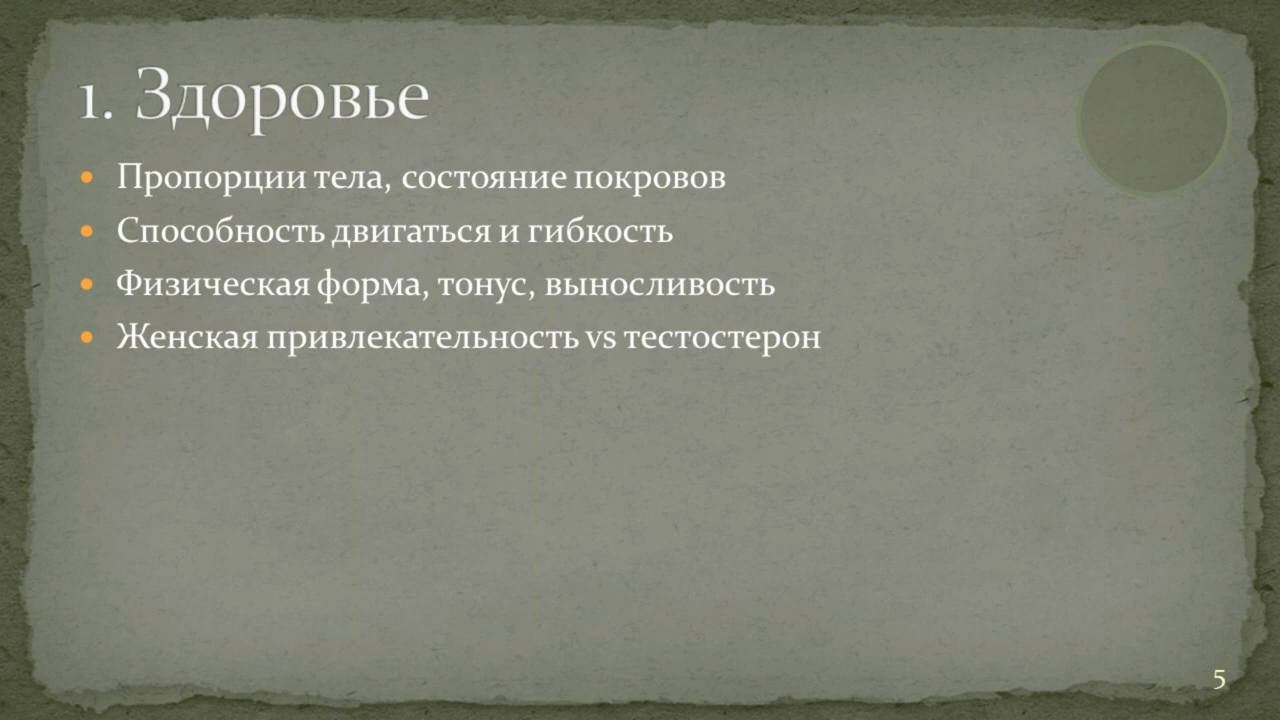 1. Здоровье
• Пропорции тела, состояние покровов
• Способность двигаться и гибкость
• Физическая форма, тонус, выносливость
• Женская привлекательность vs тестостерон
5